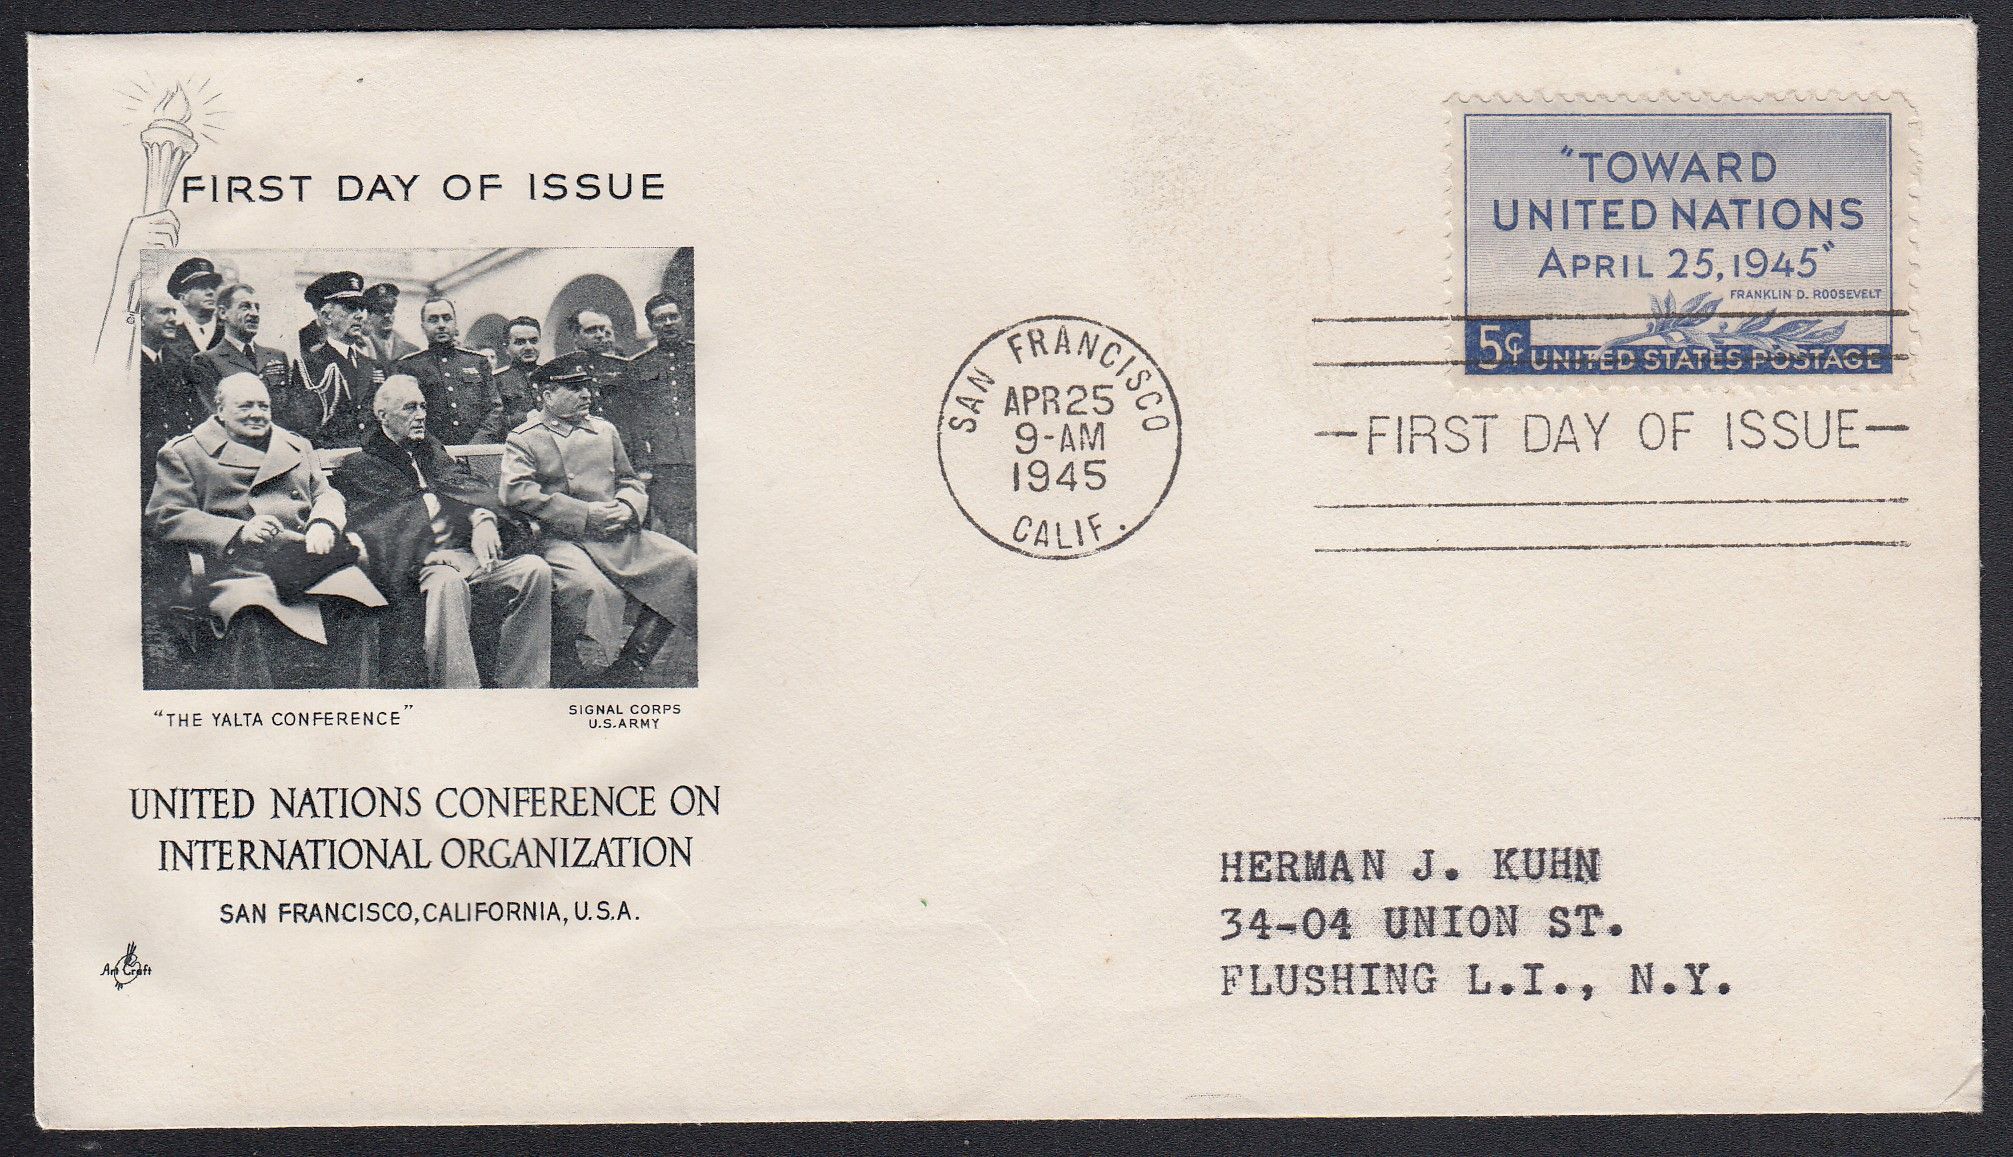 FIRST DAY OF ISSUE
"THE YALTA CONFERENCE"
SIGNAL CORPS
U.S.ARMY
UNITED NATIONS CONFERENCE ON
INTERNATIONAL ORGANIZATION
SAN FRANCISCO, CALIFORNIA, U.S.A.
Art Craft
SAN FRANCISCO
APR 25
9-AM
1945
CALIF.
"TOWARD
UNITED NATIONS
APRIL 25, 1945"
FRANKLIN D. ROOSEVELT
5¢ UNITED STATES POSTAGE
—FIRST DAY OF ISSUE—
HERMAN J. KUHN
34-04 UNION ST.
FLUSHING L.I., N.Y.